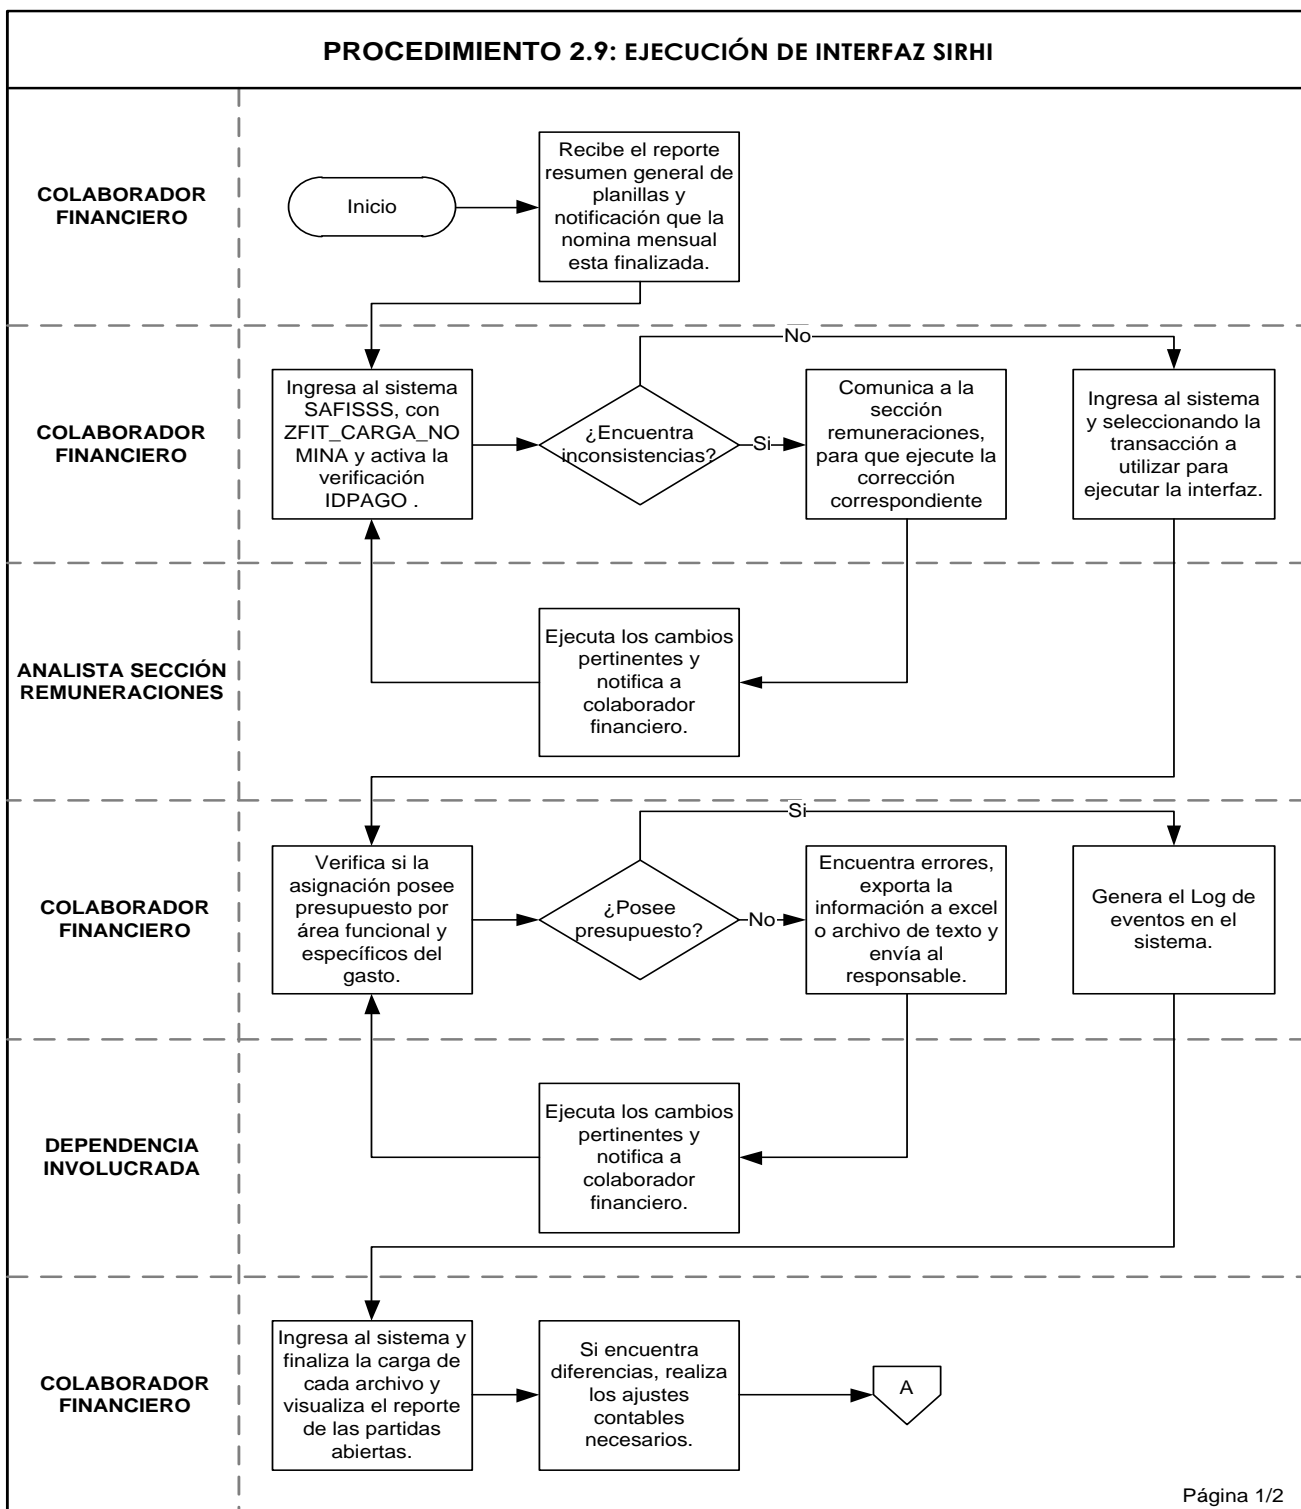 PROCEDIMIENTO 2.9: EJECUCIÓN DE INTERFAZ SIRHI
COLABORADOR
FINANCIERO
Inicio
Recibe el reporte
resumen general de
planillas y
notificación que la
nomina mensual
esta finalizada.
COLABORADOR
FINANCIERO
Ingresa al sistema
SAFISSS, con
ZFIT_CARGA_NO
MINA y activa la
verificación
IDPAGO .
¿Encuentra
inconsistencias?
No
Si
Comunica a la
sección
remuneraciones,
para que ejecute la
corrección
correspondiente
Ingresa al sistema
y seleccionando la
transacción a
utilizar para
ejecutar la interfaz.
ANALISTA SECCIÓN
REMUNERACIONES
Ejecuta los cambios
pertinentes y
notifica a
colaborador
financiero.
COLABORADOR
FINANCIERO
Verifica si la
asignación posee
presupuesto por
área funcional y
específicos del
gasto.
¿Posee
presupuesto?
Si
No
Encuentra errores,
exporta la
información a excel
o archivo de texto y
envía al
responsable.
Genera el Log de
eventos en el
sistema.
DEPENDENCIA
INVOLUCRADA
Ejecuta los cambios
pertinentes y
notifica a
colaborador
financiero.
COLABORADOR
FINANCIERO
Ingresa al sistema y
finaliza la carga de
cada archivo y
visualiza el reporte
de las partidas
abiertas.
Si encuentra
diferencias, realiza
los ajustes
contables
necesarios.
A
Página 1/2